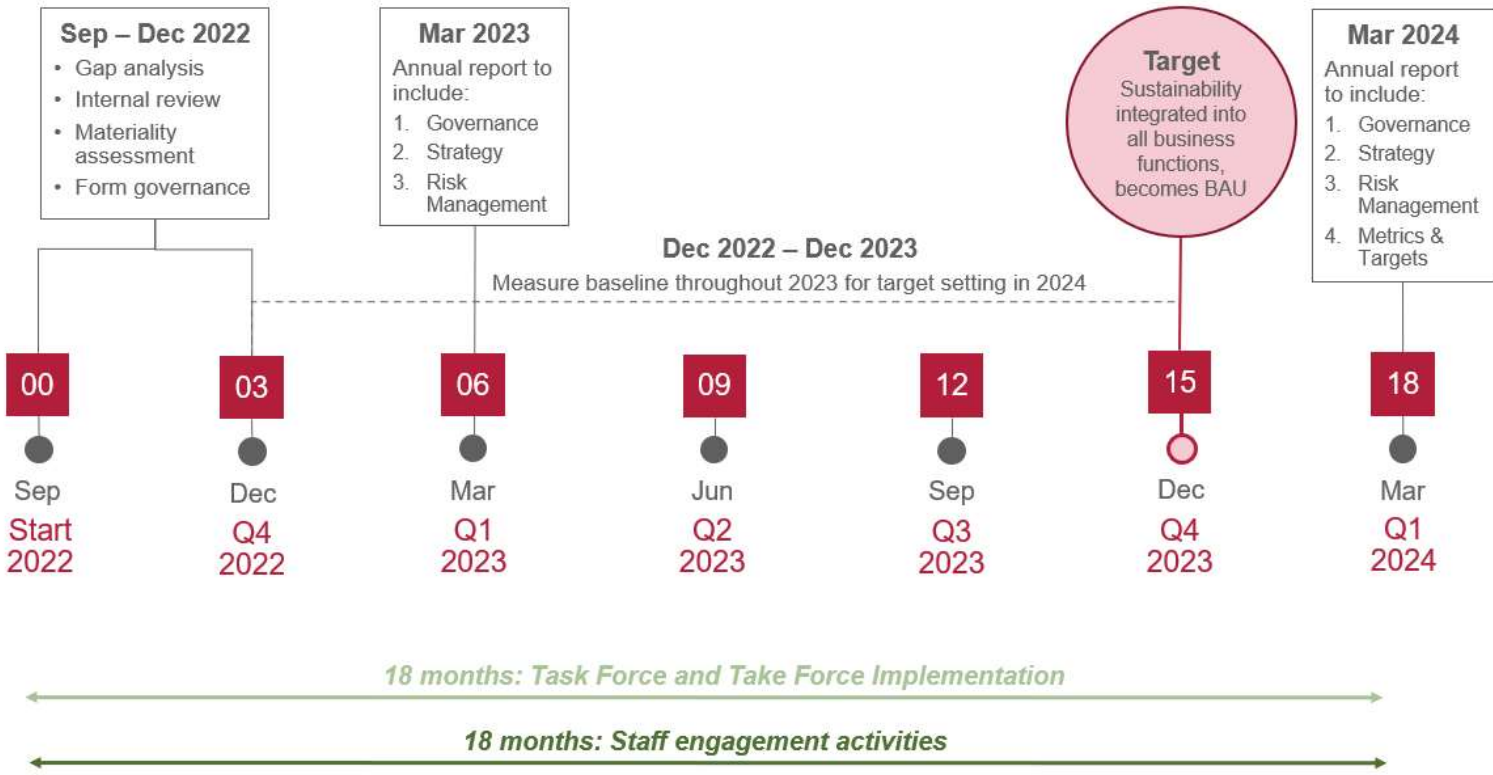 Sep – Dec 2022
• Gap analysis
• Internal review
• Materiality
assessment
• Form governance
Mar 2023
Annual report to
include:
1. Governance
2. Strategy
3. Risk
Management
Target
Sustainability
integrated into
all business
functions,
becomes BAU
Mar 2024
Annual report
to include:
1. Governance
2. Strategy
3. Risk
Management
4. Metrics &
Targets
Dec 2022 – Dec 2023
Measure baseline throughout 2023 for target setting in 2024
00
03
06
09
12
15
18
Sep
Start
2022
Dec
Q4
2022
Mar
Q1
2023
Jun
Q2
2023
Sep
Q3
2023
Dec
Q4
2023
Mar
Q1
2024
18 months: Task Force and Take Force Implementation
18 months: Staff engagement activities